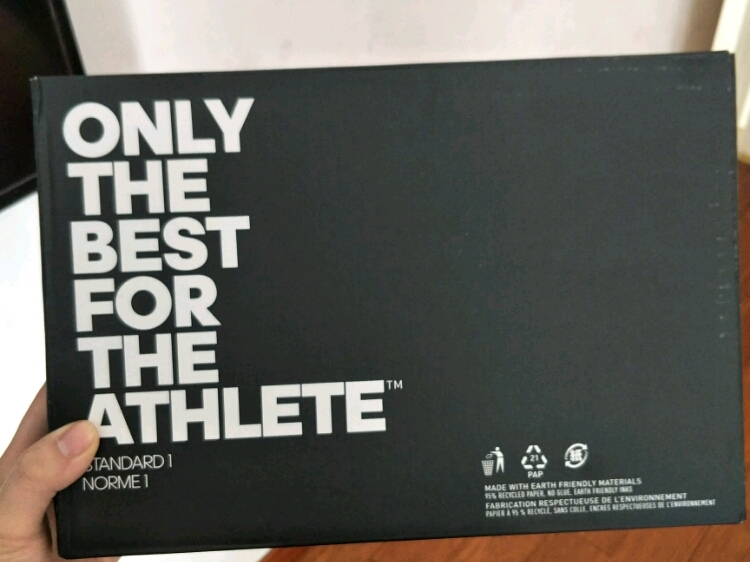 ONLY
THE
BEST
FOR
THE
ATHLETE™
STANDARD 1
NORME 1
21
PAP
紙
MADE WITH EARTH FRIENDLY MATERIALS
95% RECYCLED PAPER, NO GLUE, EARTH FRIENDLY INKS
FABRICATION RESPECTUEUSE DE L'ENVIRONNEMENT
PAPIER À 95 % RECYCLÉ, SANS COLLE, ENCRES RESPECTUEUSES DE L'ENVIRONNEMENT